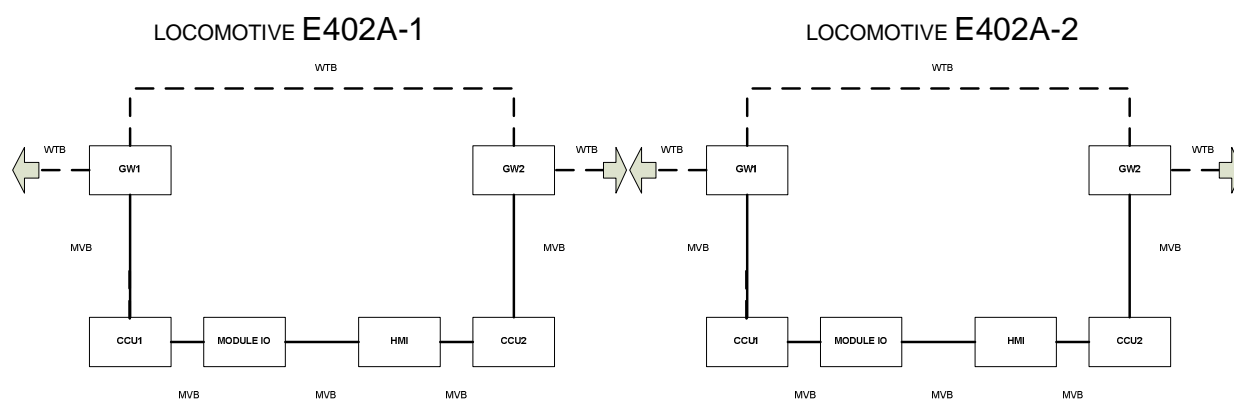 LOCOMOTIVE E402A-1 LOCOMOTIVE E402A-2
WTB WTB
WTB WTB WTB WTB
GW1 GW2 GW1 GW2
MVB MVB MVB MVB
CCU1 MODULE IO HMI CCU2 CCU1 MODULE IO HMI CCU2
MVB MVB MVB MVB MVB MVB